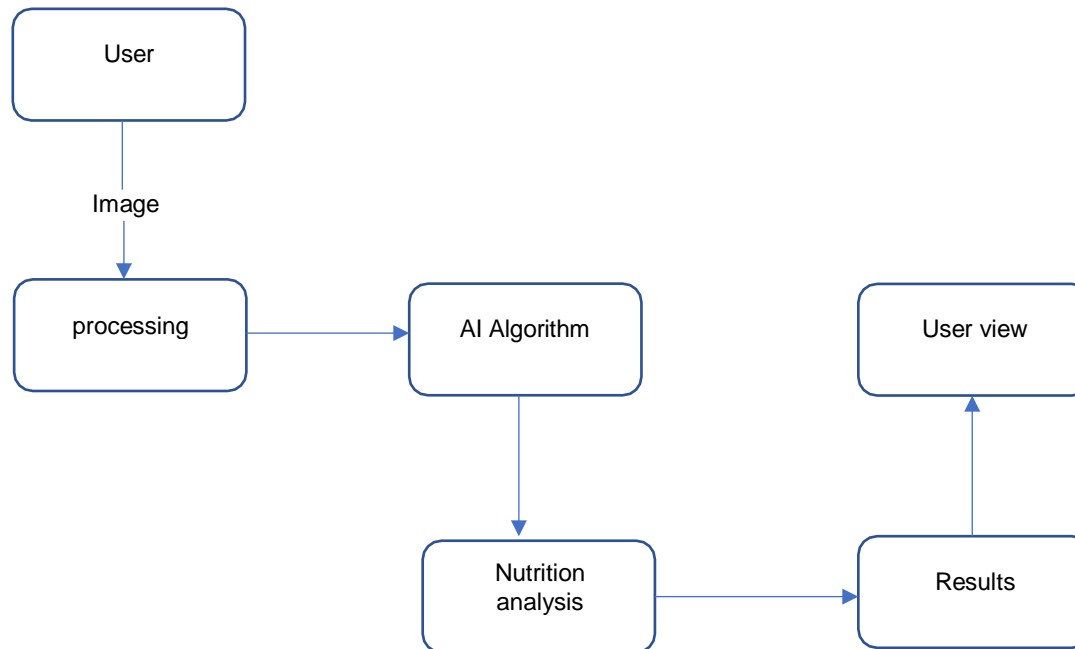 User
Image
processing
AI Algorithm
User view
Nutrition
analysis
Results